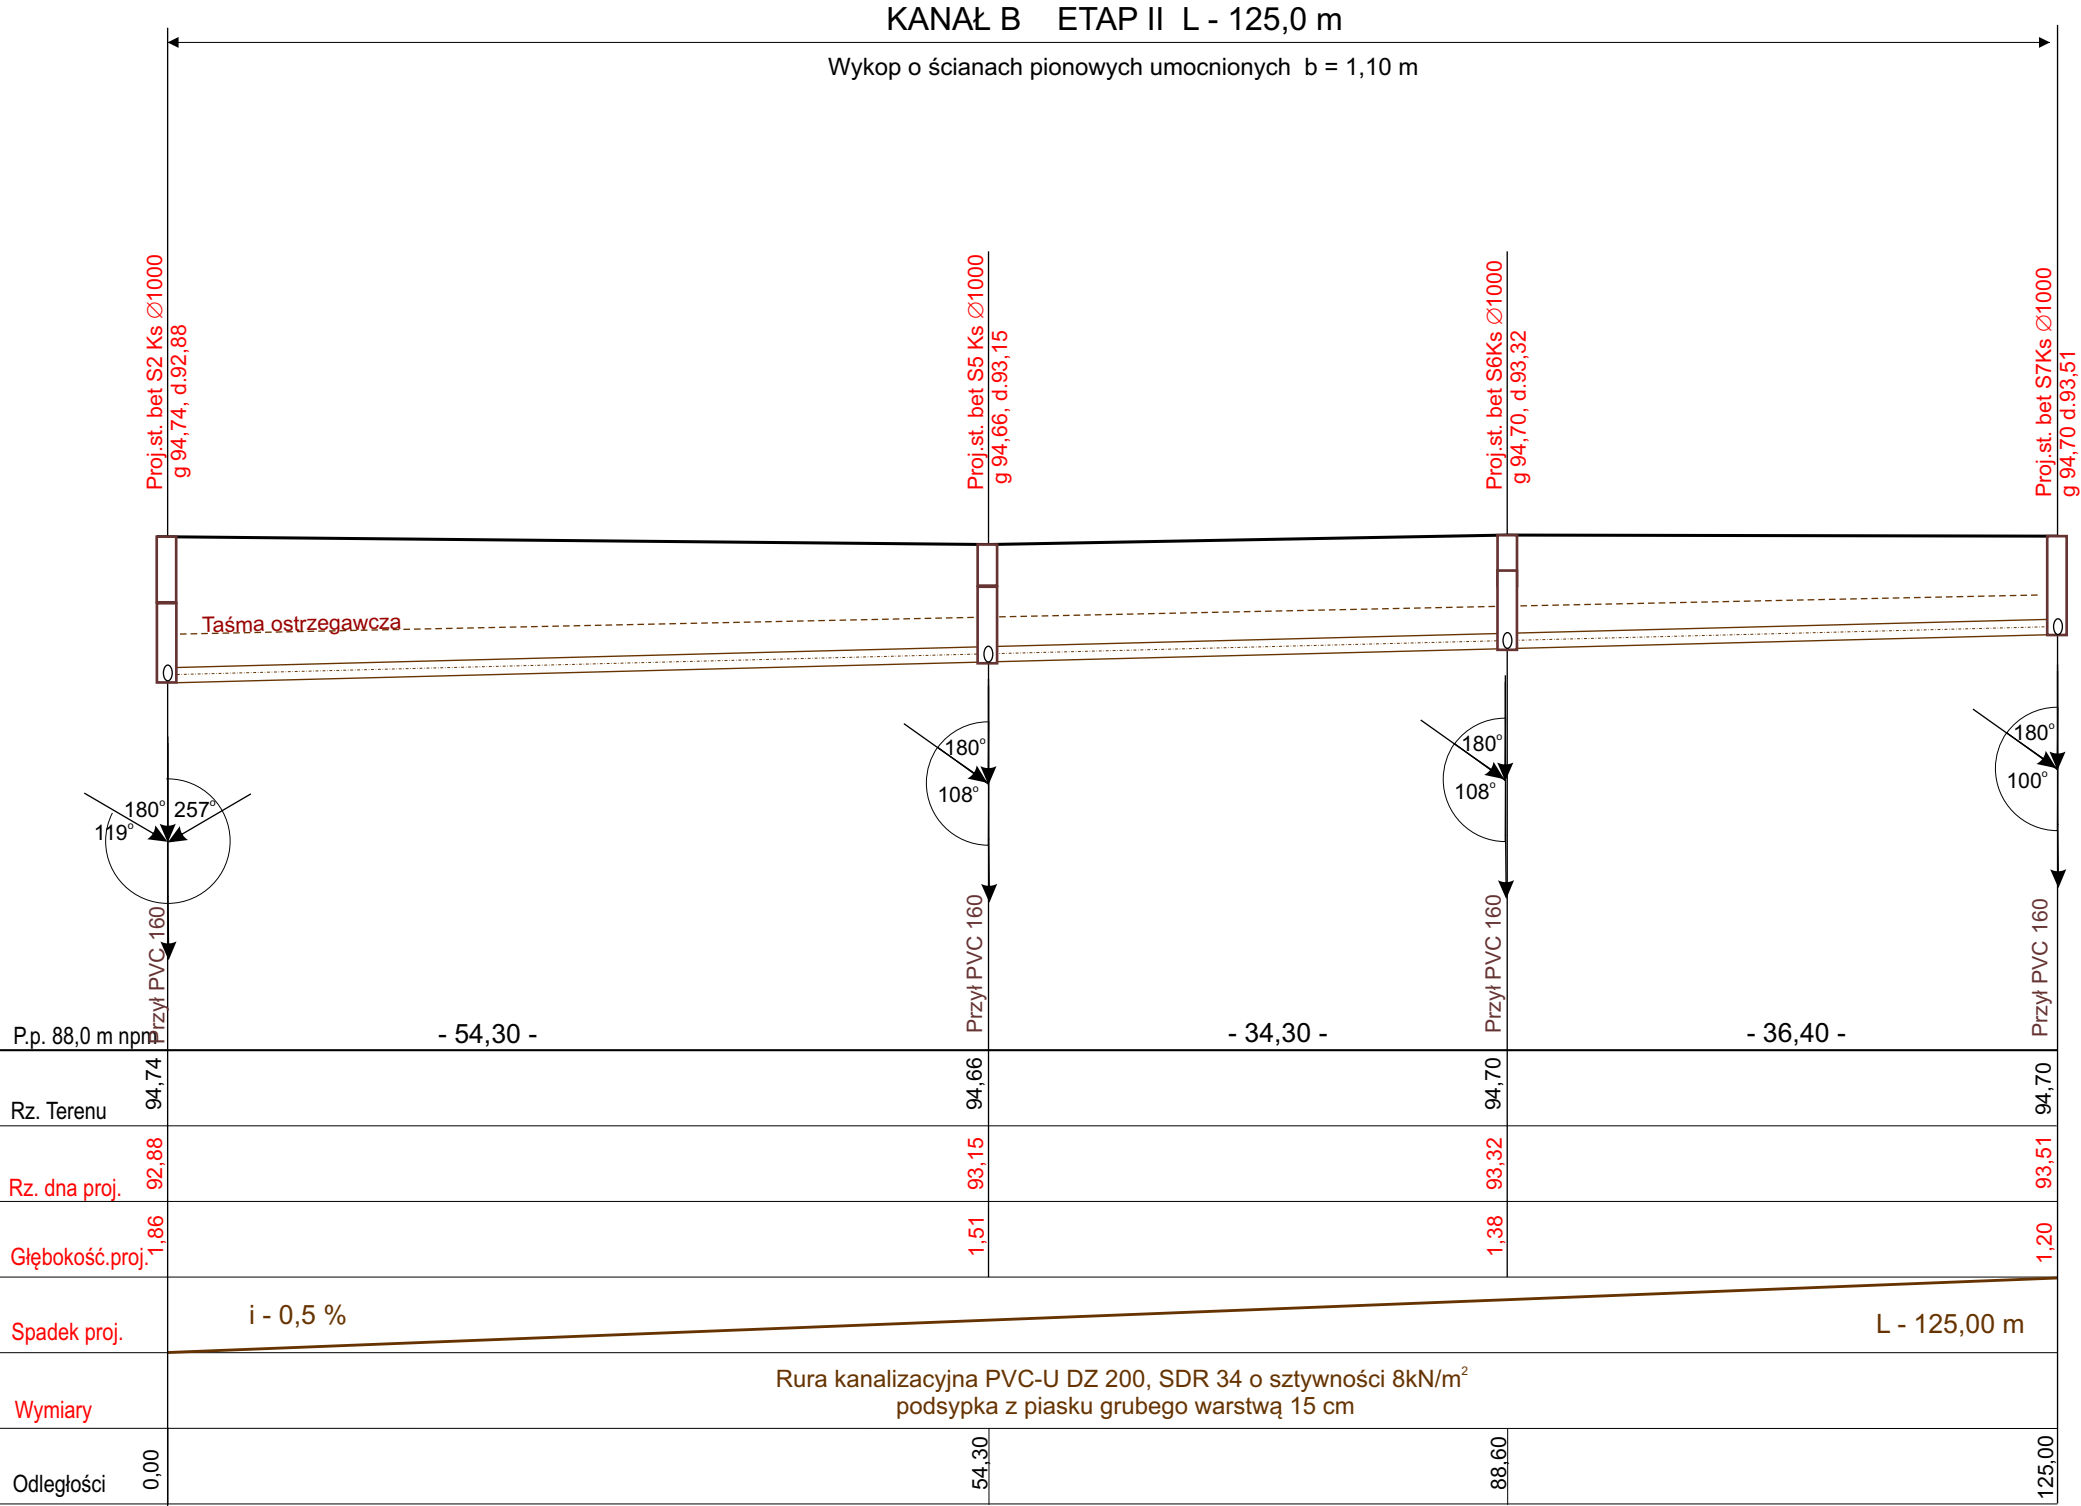 KANAŁ B    ETAP II  L - 125,0 m
Wykop o ścianach pionowych umocnionych  b = 1,10 m
Proj.st. bet S2 Ks ∅1000
g 94,74, d.92,88
Proj.st. bet S5 Ks ∅1000
g 94,66, d.93,15
Proj.st. bet S6Ks ∅1000
g 94,70, d.93,32
Proj.st. bet S7Ks ∅1000
g 94,70 d.93,51
Taśma ostrzegawcza
180° 257°
119°
180°
108°
180°
108°
180°
100°
Przył PVC 160
Przył PVC 160
Przył PVC 160
Przył PVC 160
P.p. 88,0 m npm
- 54,30 -
- 34,30 -
- 36,40 -
Rz. Terenu
94,74
94,66
94,70
94,70
Rz. dna proj.
92,88
93,15
93,32
93,51
Głębokość.proj.
1,86
1,51
1,38
1,20
Spadek proj.
i - 0,5 %
L - 125,00 m
Wymiary
Rura kanalizacyjna PVC-U DZ 200, SDR 34 o sztywności 8kN/m²
podsypka z piasku grubego warstwą 15 cm
Odległości
0,00
54,30
88,60
125,00